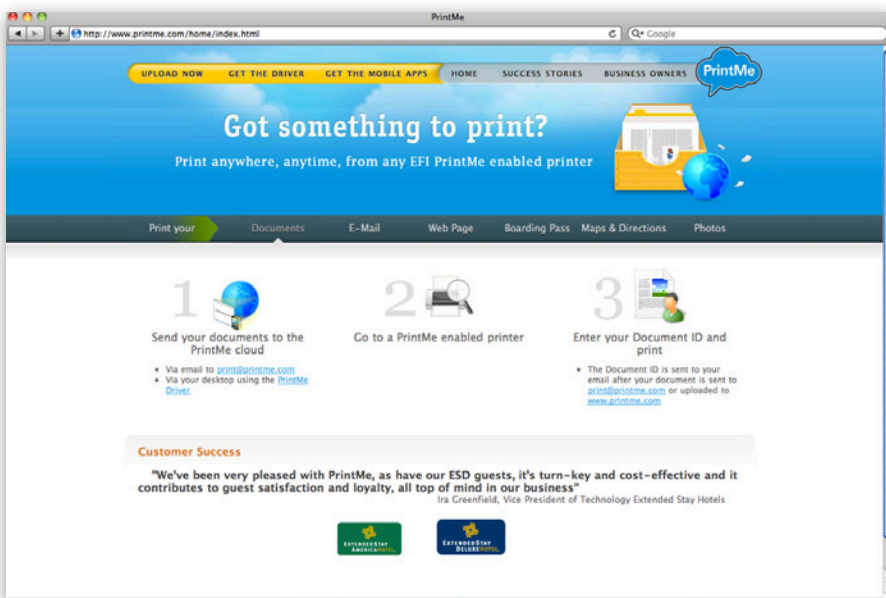 PrintMe
http://www.printme.com/home/index.html
Google
UPLOAD NOW GET THE DRIVER GET THE MOBILE APPS HOME SUCCESS STORIES BUSINESS OWNERS PrintMe
Got something to print?
Print anywhere, anytime, from any EFI PrintMe enabled printer
Print your Documents E-Mail Web Page Boarding Pass Maps & Directions Photos
1
Send your documents to the
PrintMe cloud
• Via email to print@printme.com
• Via your desktop using the PrintMe
Driver
2
Go to a PrintMe enabled printer
3
Enter your Document ID and
print
• The Document ID is sent to your
email after your document is sent to
print@printme.com or uploaded to
www.printme.com
Customer Success
"We've been very pleased with PrintMe, as have our ESD guests, it's turn-key and cost-effective and it
contributes to guest satisfaction and loyalty, all top of mind in our business"
Ira Greenfield, Vice President of Technology Extended Stay Hotels
EXTENDEDSTAY
AMERICA HOTEL
EXTENDEDSTAY
DELUXE HOTEL